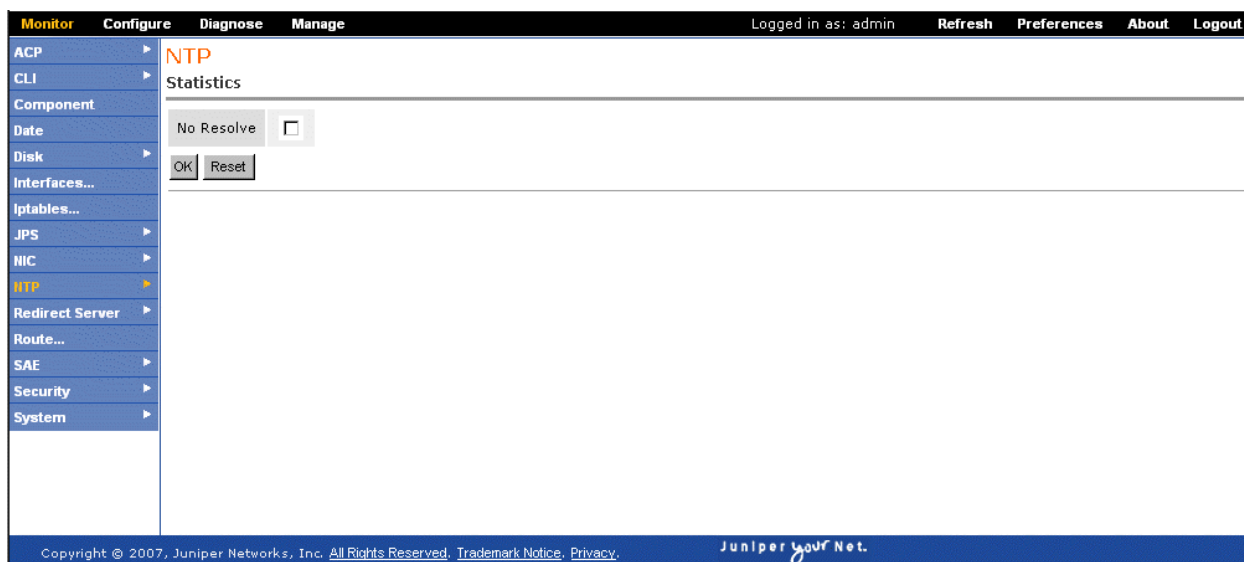 Monitor Configure Diagnose Manage Logged in as: admin Refresh Preferences About Logout
ACP
CLI
Component
Date
Disk
Interfaces...
Iptables...
JPS
NIC
NTP
Redirect Server
Route...
SAE
Security
System
NTP
Statistics
No Resolve
OK Reset
Copyright © 2007, Juniper Networks, Inc. All Rights Reserved. Trademark Notice. Privacy.
Juniper your Net.